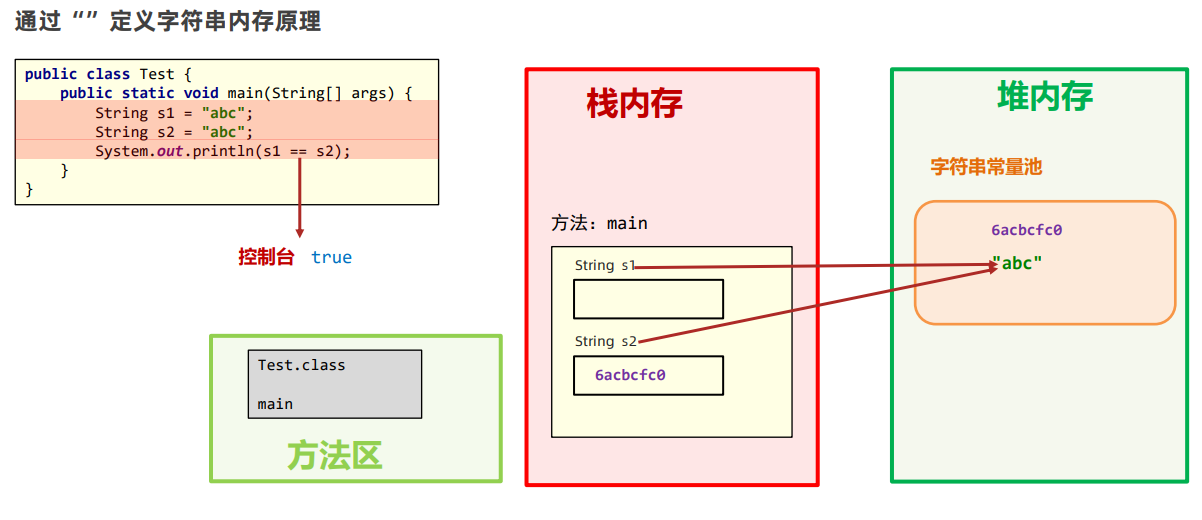 通过“”定义字符串内存原理
public class Test {
    public static void main(String[] args) {
        String s1 = "abc";
        String s2 = "abc";
        System.out.println(s1 == s2);
    }
}
控制台 true
Test.class
main
方法区
栈内存
方法：main
String s1
String s2
6acbcfc0
堆内存
字符串常量池
6acbcfc0
"abc"